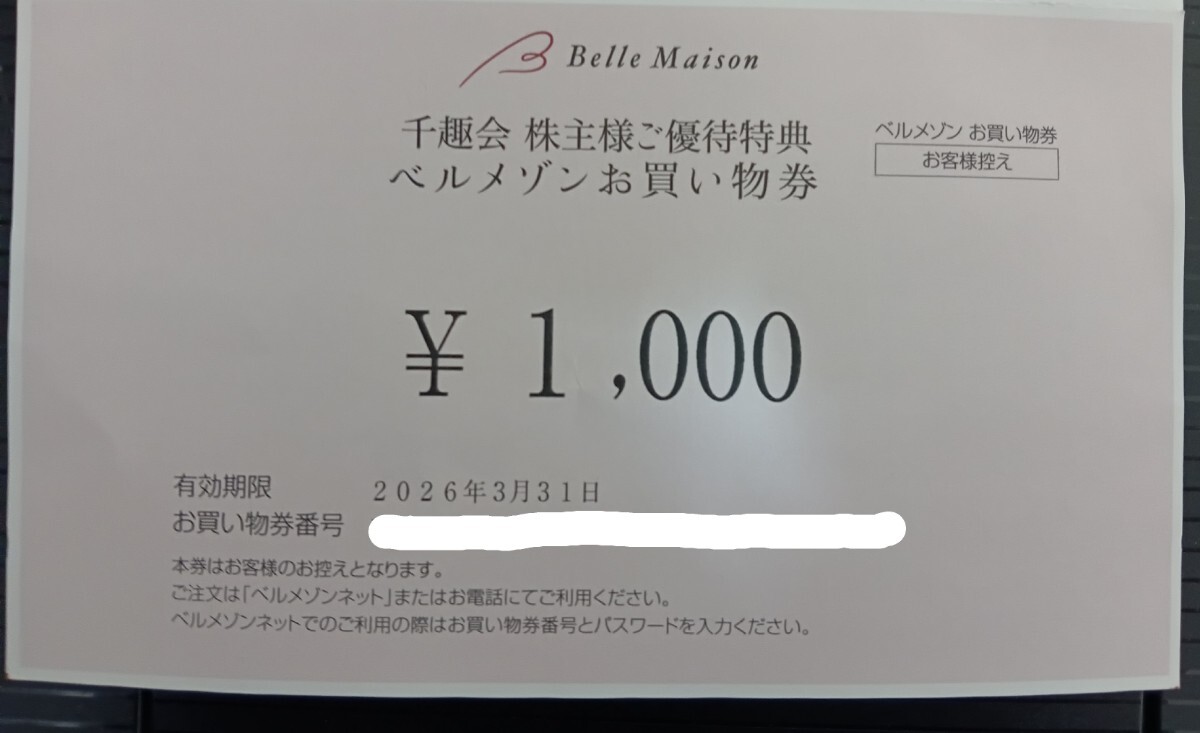 Belle Maison
千趣会 株主様ご優待特典
ベルメゾンお買い物券
ベルメゾン お買い物券
お客様控え
¥ 1,000
有効期限 2026年3月31日
お買い物券番号
本券はお客様のお控えとなります。
ご注文は「ベルメゾンネット」またはお電話にてご利用ください。
ベルメゾンネットでのご利用の際はお買い物券番号とパスワードを入力ください。